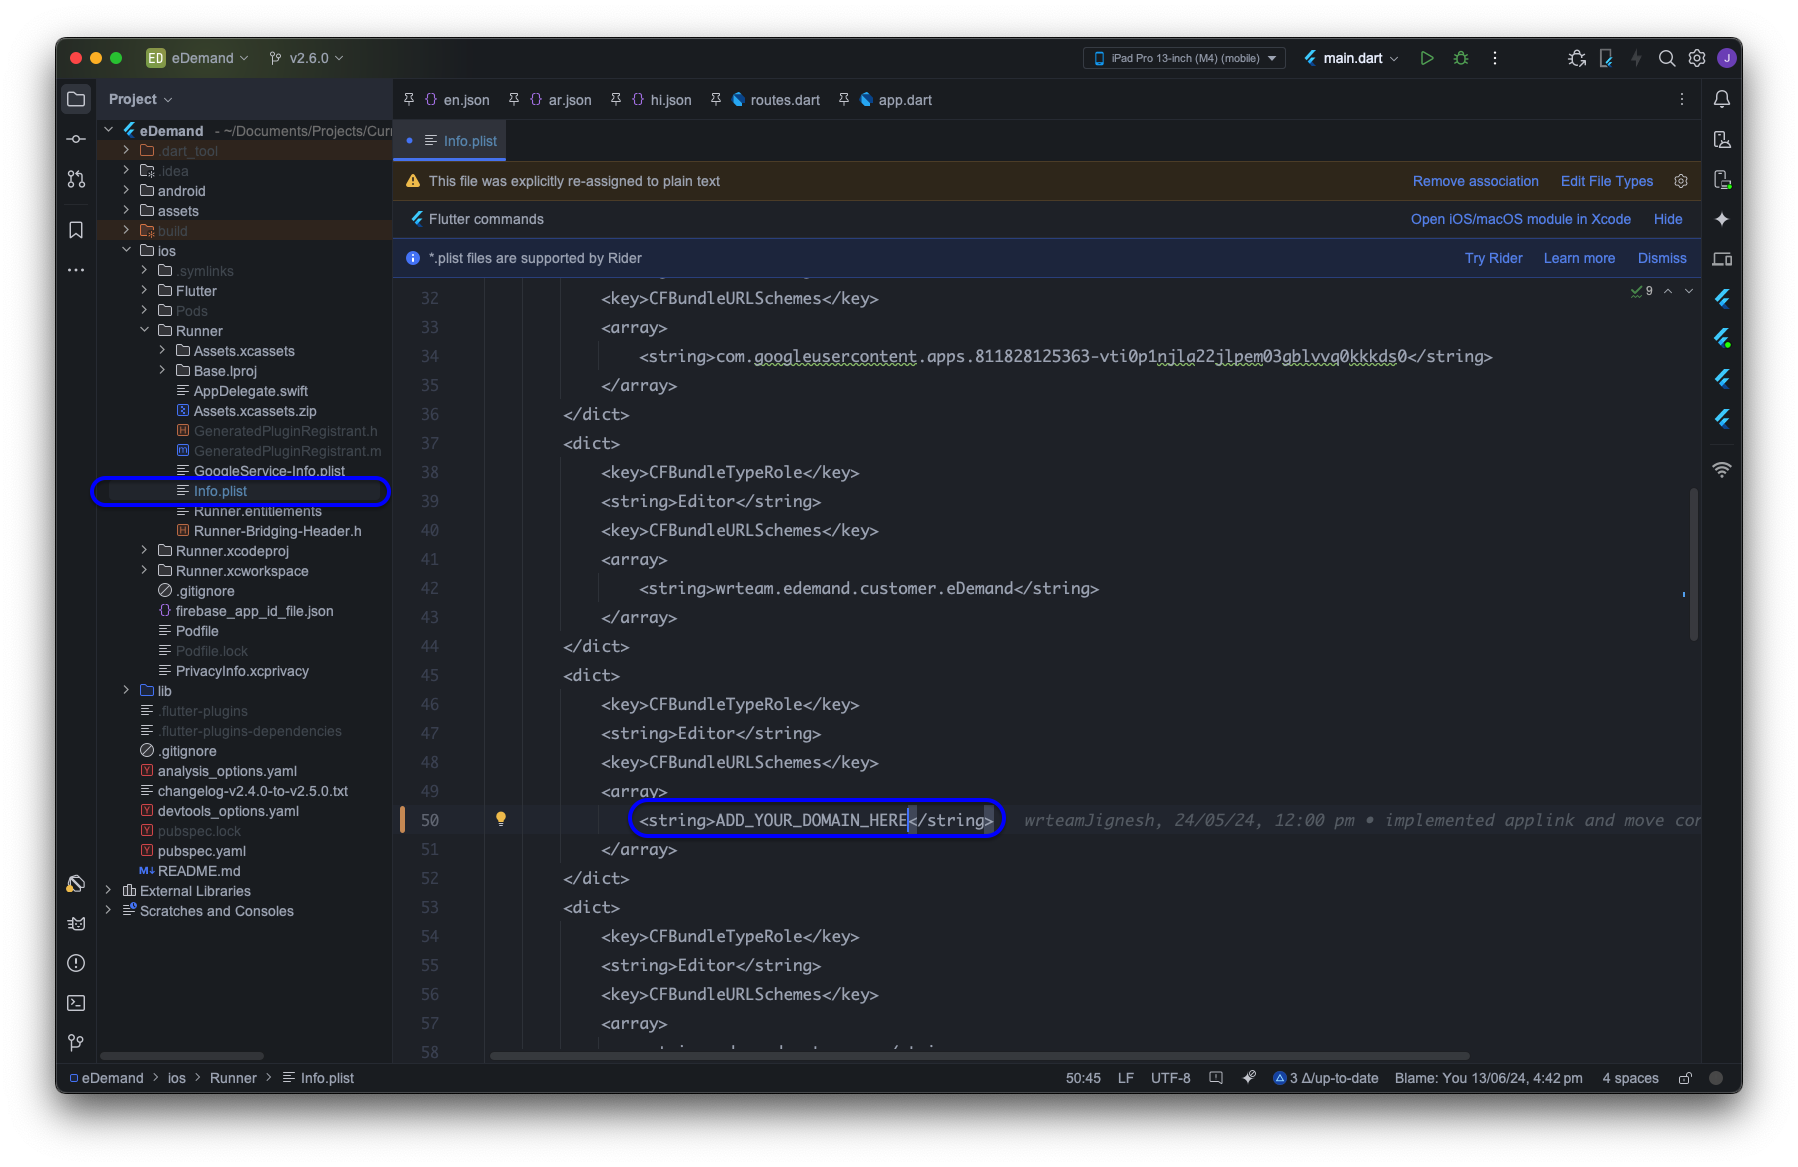 ED eDemand v2.6.0 iPad Pro 13-inch (M4) (mobile) main.dart J
Project
en.json ar.json hi.json routes.dart app.dart
Info.plist
This file was explicitly re-assigned to plain text Remove association Edit File Types
Flutter commands Open iOS/macOS module in Xcode Hide
*.plist files are supported by Rider Try Rider Learn more Dismiss
eDemand - ~/Documents/Projects/Curr
.dart_tool
.idea
android
assets
build
ios
.symlinks
Flutter
Pods
Runner
Assets.xcassets
Base.lproj
AppDelegate.swift
Assets.xcassets.zip
GeneratedPluginRegistrant.h
GeneratedPluginRegistrant.m
GoogleService-Info.plist
Info.plist
Runner.entitlements
Runner-Bridging-Header.h
Runner.xcodeproj
Runner.xcworkspace
.gitignore
firebase_app_id_file.json
Podfile
Podfile.lock
PrivacyInfo.xcprivacy
lib
.flutter-plugins
.flutter-plugins-dependencies
.gitignore
analysis_options.yaml
changelog-v2.4.0-to-v2.5.0.txt
devtools_options.yaml
pubspec.lock
pubspec.yaml
README.md
External Libraries
Scratches and Consoles
9
32 <key>CFBundleURLSchemes</key>
33 <array>
34 <string>com.googleusercontent.apps.811828125363-vti0p1njlq22jlpem03gblvvq0kkkds0</string>
35 </array>
36 </dict>
37 <dict>
38 <key>CFBundleTypeRole</key>
39 <string>Editor</string>
40 <key>CFBundleURLSchemes</key>
41 <array>
42 <string>wrteam.edemand.customer.eDemand</string>
43 </array>
44 </dict>
45 <dict>
46 <key>CFBundleTypeRole</key>
47 <string>Editor</string>
48 <key>CFBundleURLSchemes</key>
49 <array>
50 <string>ADD_YOUR_DOMAIN_HERE</string> wrteamJignesh, 24/05/24, 12:00 pm • implemented applink and move cor
51 </array>
52 </dict>
53 <dict>
54 <key>CFBundleTypeRole</key>
55 <string>Editor</string>
56 <key>CFBundleURLSchemes</key>
57 <array>
58
eDemand > ios > Runner > Info.plist 50:45 LF UTF-8 3 Δ/up-to-date Blame: You 13/06/24, 4:42 pm 4 spaces